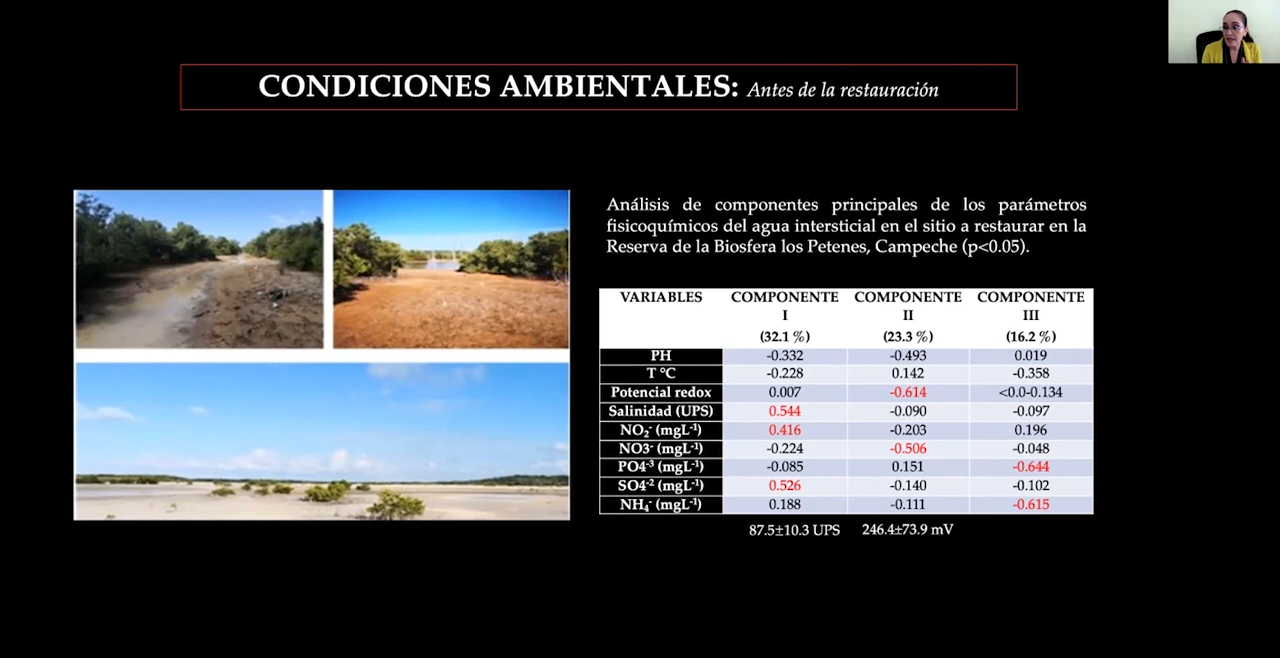 CONDICIONES AMBIENTALES: Antes de la restauración
Análisis de componentes principales de los parámetros
fisicoquímicos del agua intersticial en el sitio a restaurar en la
Reserva de la Biosfera los Petenes, Campeche (p<0.05).
VARIABLES COMPONENTE I (32.1 %) COMPONENTE II (23.3 %) COMPONENTE III (16.2 %)
PH -0.332 -0.493 0.019
T °C -0.228 0.142 -0.358
Potencial redox 0.007 -0.614 <0.0-0.134
Salinidad (UPS) 0.544 -0.090 -0.097
NO₂⁻ (mgL⁻¹) 0.416 -0.203 0.196
NO3⁻ (mgL⁻¹) -0.224 -0.506 -0.048
PO4⁻³ (mgL⁻¹) -0.085 0.151 -0.644
SO4⁻² (mgL⁻¹) 0.526 -0.140 -0.102
NH₄⁻ (mgL⁻¹) 0.188 -0.111 -0.615
87.5±10.3 UPS 246.4±73.9 mV